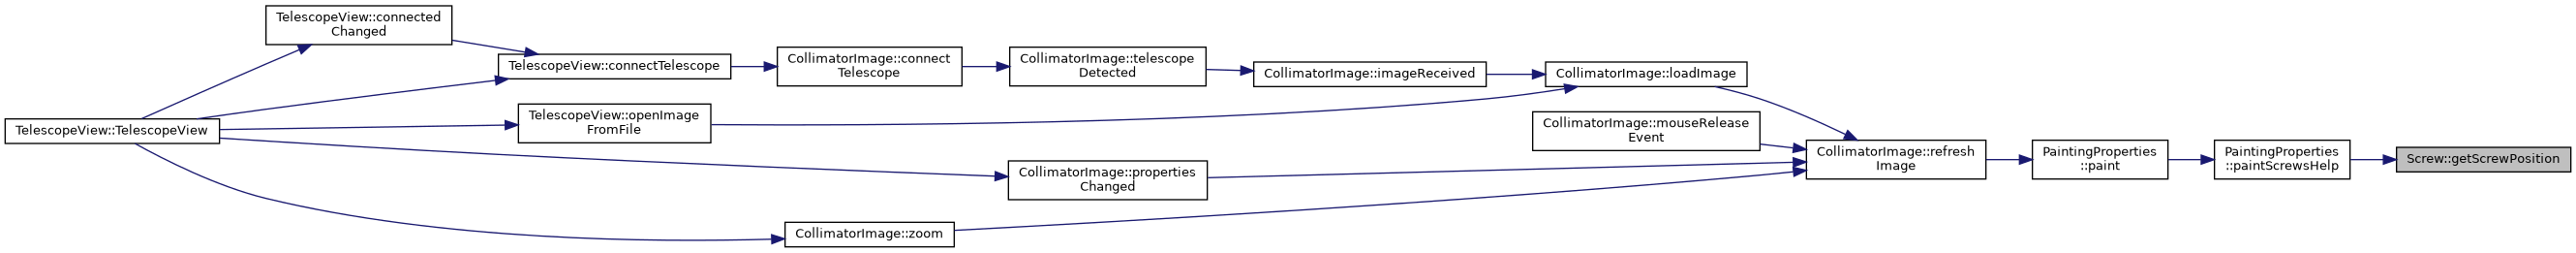 TelescopeView::connected
Changed
TelescopeView::connectTelescope
CollimatorImage::connect
Telescope
CollimatorImage::telescope
Detected
CollimatorImage::imageReceived
CollimatorImage::loadImage
TelescopeView::TelescopeView
TelescopeView::openImage
FromFile
CollimatorImage::mouseRelease
Event
CollimatorImage::refresh
Image
PaintingProperties
::paint
PaintingProperties
::paintScrewsHelp
Screw::getScrewPosition
CollimatorImage::properties
Changed
CollimatorImage::zoom